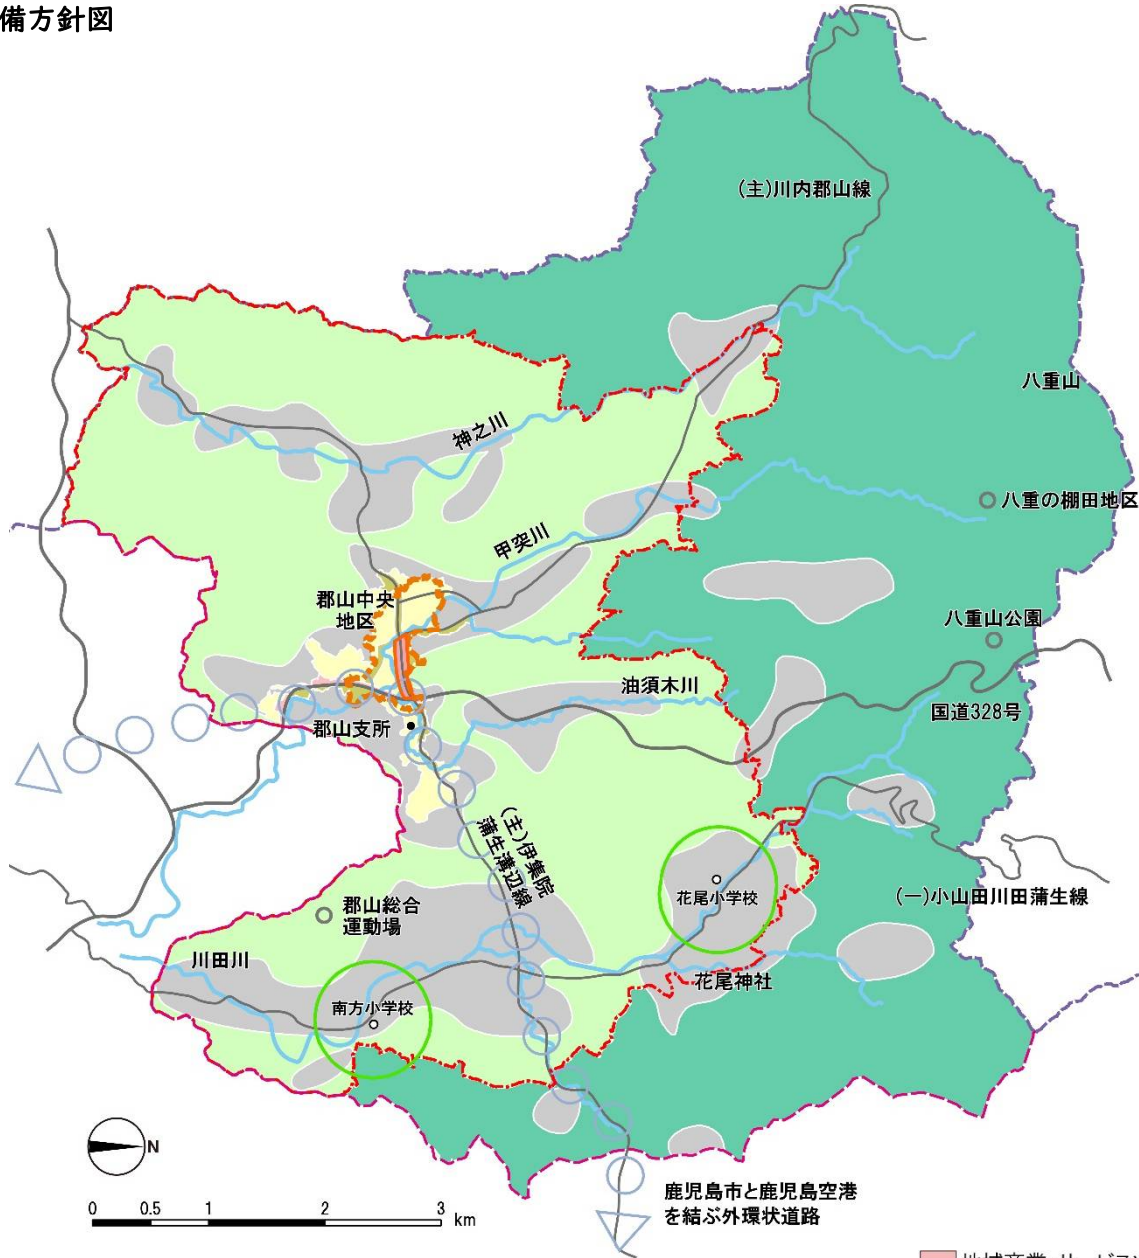 備方針図
(主)川内郡山線
八重山
神之川
八重の棚田地区
甲突川
郡山中央
地区
八重山公園
油須木川
国道328号
郡山支所
(主)伊集院
蒲生溝辺線
花尾小学校
(一)小山田川田蒲生線
郡山総合
運動場
川田川
花尾神社
南方小学校
N
鹿児島市と鹿児島空港
を結ぶ外環状道路
0 0.5 1 2 3 km